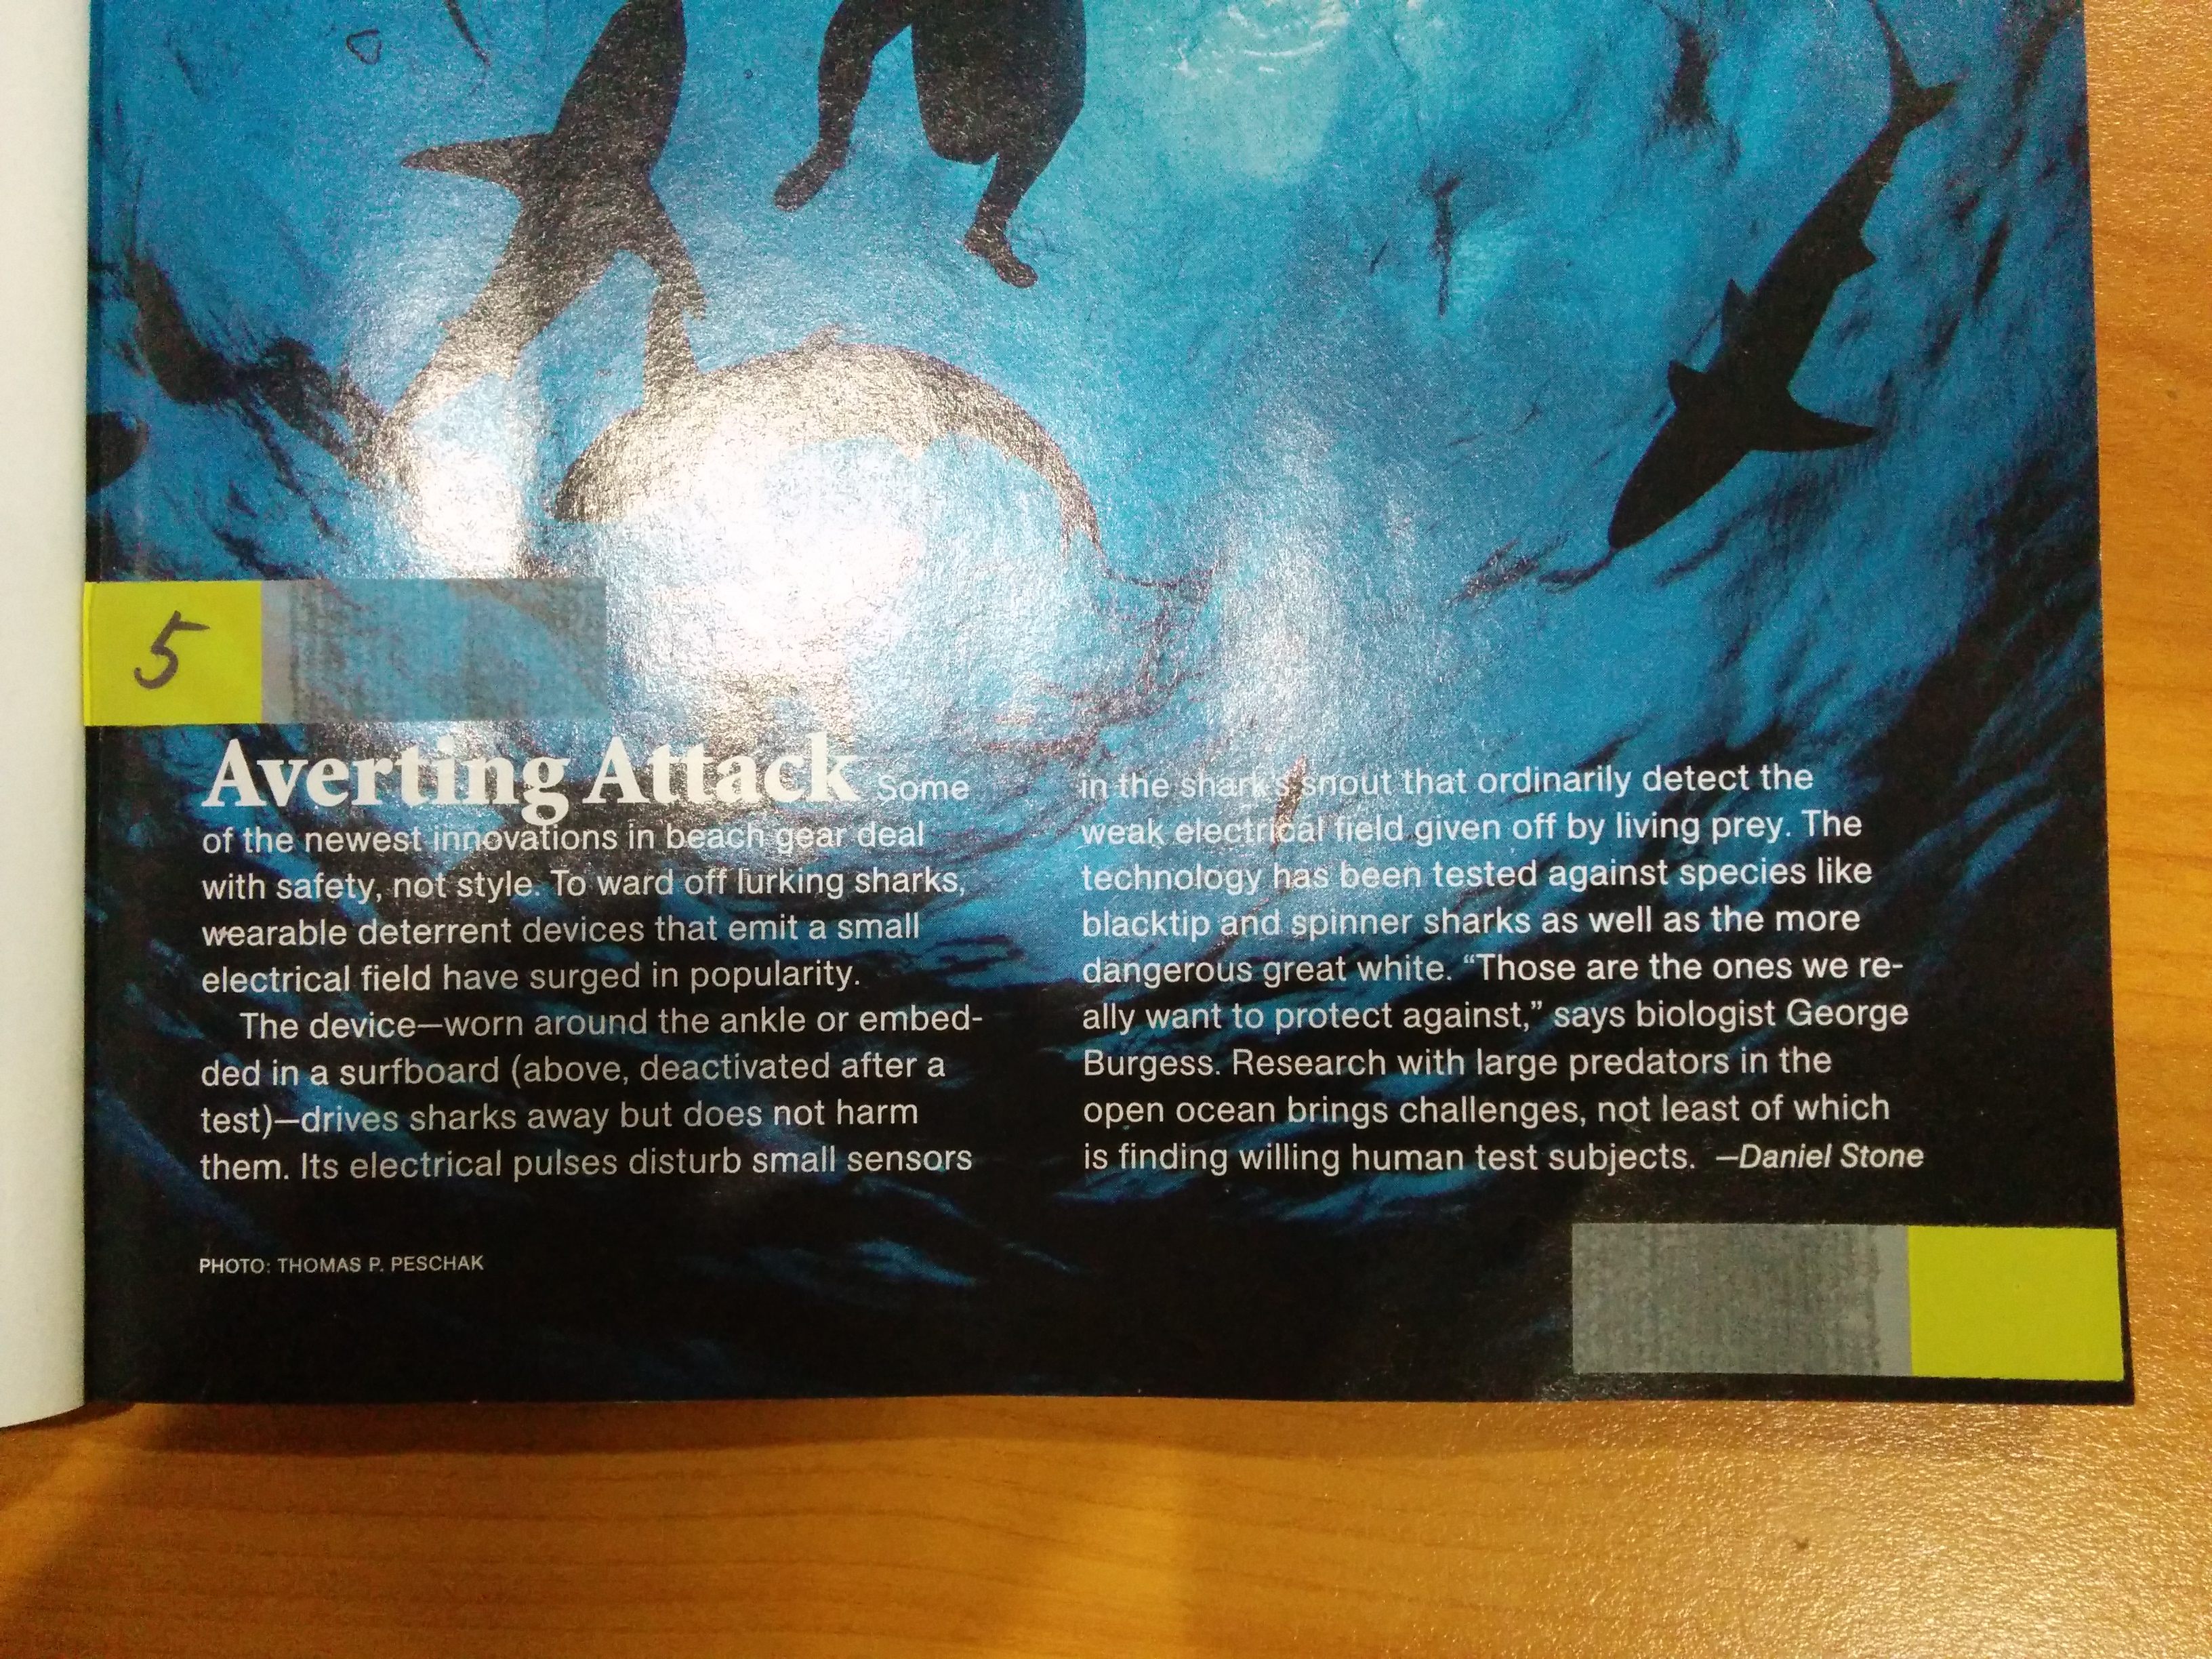 5
Averting Attack Some
of the newest innovations in beach gear deal
with safety, not style. To ward off lurking sharks,
wearable deterrent devices that emit a small
electrical field have surged in popularity.
The device—worn around the ankle or embed-
ded in a surfboard (above, deactivated after a
test)—drives sharks away but does not harm
them. Its electrical pulses disturb small sensors
in the shark's snout that ordinarily detect the
weak electrical field given off by living prey. The
technology has been tested against species like
blacktip and spinner sharks as well as the more
dangerous great white. “Those are the ones we re-
ally want to protect against,” says biologist George
Burgess. Research with large predators in the
open ocean brings challenges, not least of which
is finding willing human test subjects. —Daniel Stone
PHOTO: THOMAS P. PESCHAK